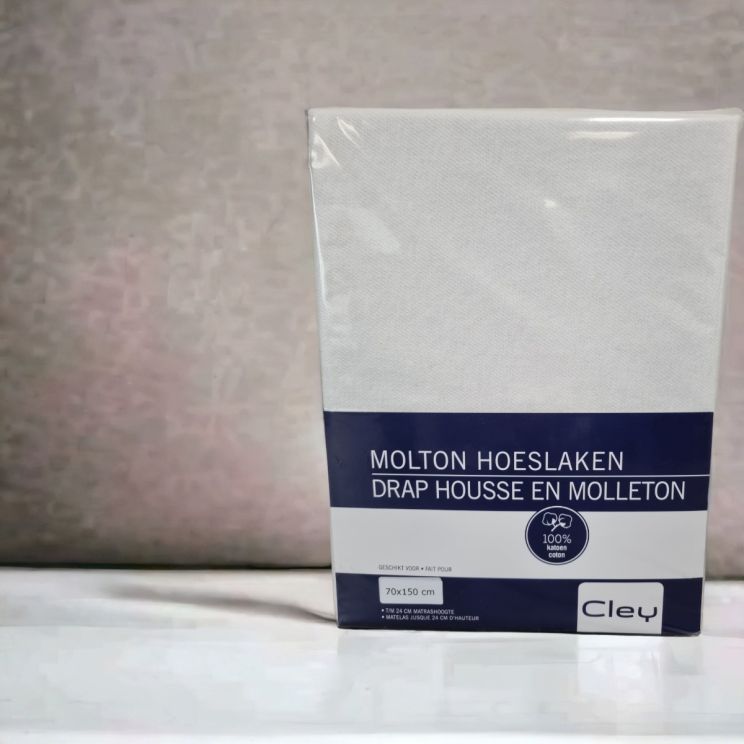 MOLTON HOESLAKEN
DRAP HOUSSE EN MOLLETON
100%
katoen
coton
GESCHIKT VOOR • FAIT POUR
70x150 cm
• T/M 24 CM MATRASHOOGTE
• MATELAS JUSQUE 24 CM D'HAUTEUR
Cley